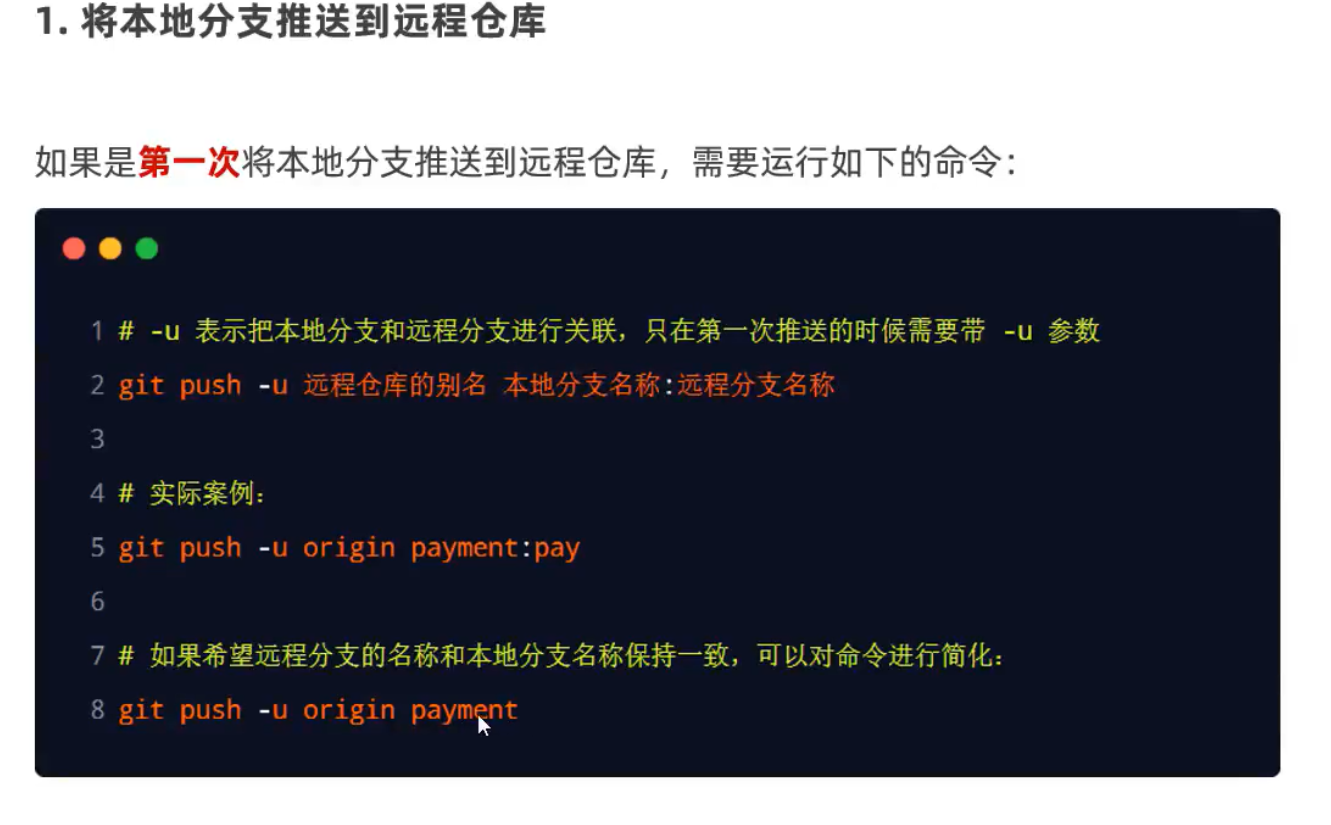 1. 将本地分支推送到远程仓库
如果是第一次将本地分支推送到远程仓库，需要运行如下的命令：
1 # -u 表示把本地分支和远程分支进行关联，只在第一次推送的时候需要带 -u 参数
2 git push -u 远程仓库的别名 本地分支名称:远程分支名称
3
4 # 实际案例：
5 git push -u origin payment:pay
6
7 # 如果希望远程分支的名称和本地分支名称保持一致，可以对命令进行简化：
8 git push -u origin payment